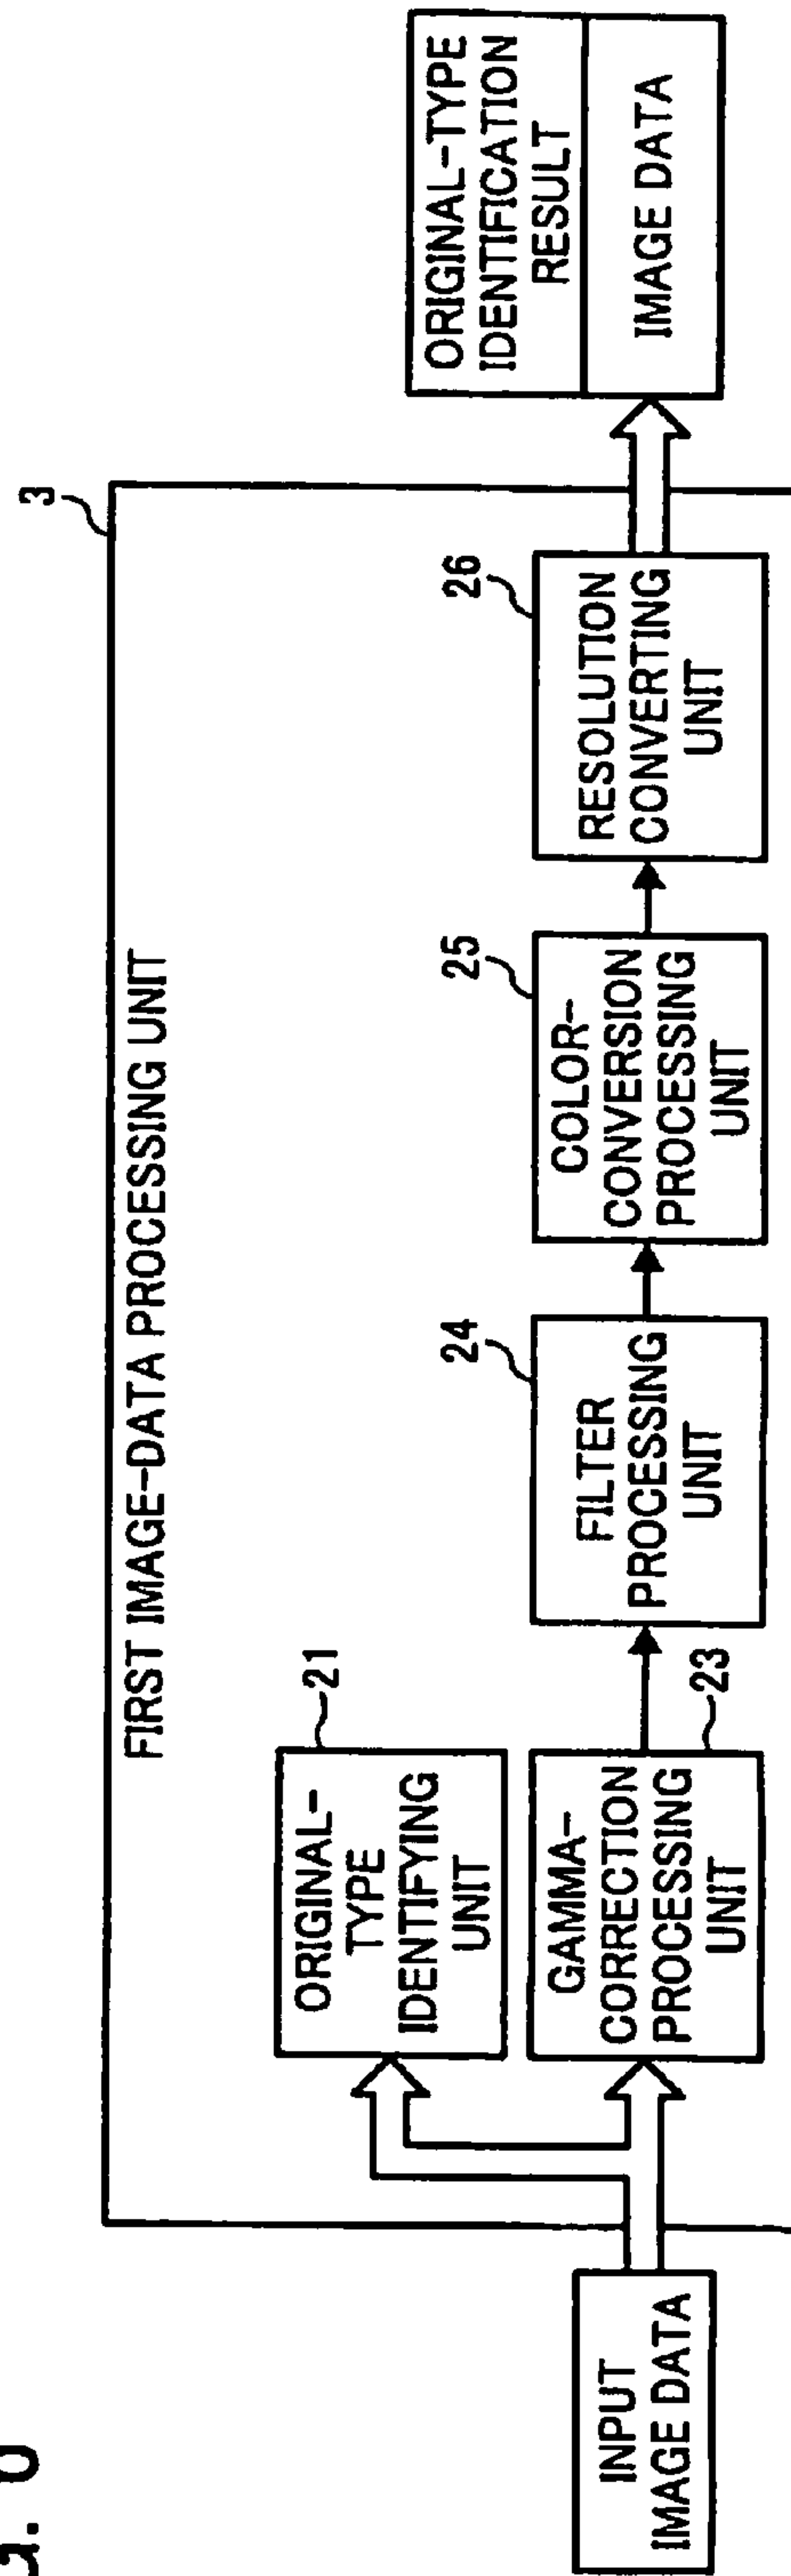 3
FIRST IMAGE-DATA PROCESSING UNIT
INPUT
IMAGE DATA
ORIGINAL-
TYPE
IDENTIFYING
UNIT
21
GAMMA-
CORRECTION
PROCESSING
UNIT
23
24
FILTER
PROCESSING
UNIT
25
COLOR-
CONVERSION
PROCESSING
UNIT
26
RESOLUTION
CONVERTING
UNIT
ORIGINAL-TYPE
IDENTIFICATION
RESULT
IMAGE DATA